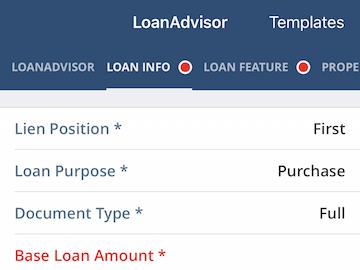 LoanAdvisor Templates
LOANADVISOR LOAN INFO LOAN FEATURE PROPE
Lien Position * First
Loan Purpose * Purchase
Document Type * Full
Base Loan Amount *